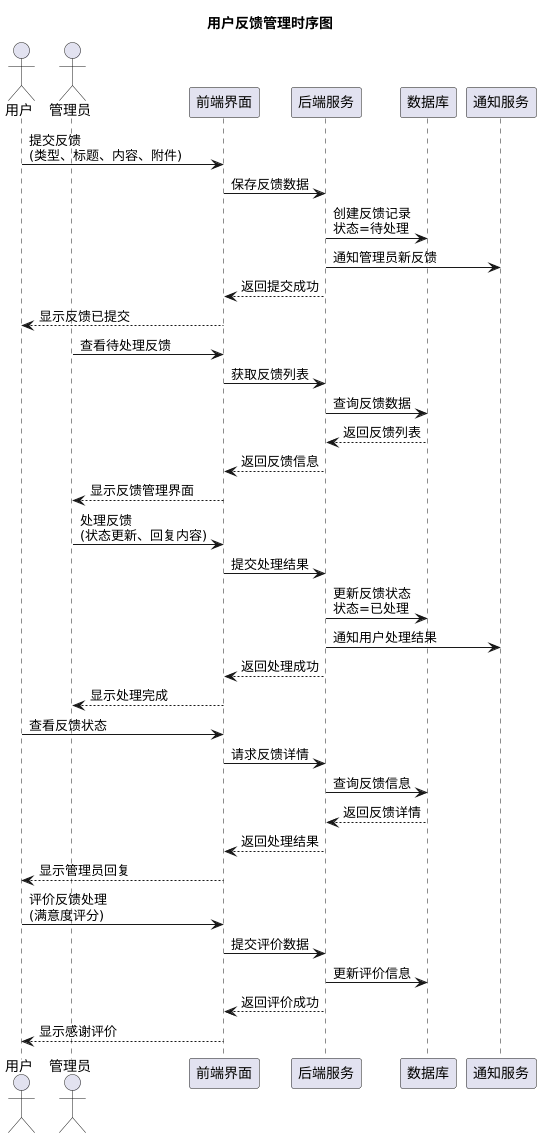 用户反馈管理时序图
用户
管理员
前端界面
后端服务
数据库
通知服务
提交反馈
(类型、标题、内容、附件)
保存反馈数据
创建反馈记录
状态=待处理
通知管理员新反馈
返回提交成功
显示反馈已提交
查看待处理反馈
获取反馈列表
查询反馈数据
返回反馈列表
返回反馈信息
显示反馈管理界面
处理反馈
(状态更新、回复内容)
提交处理结果
更新反馈状态
状态=已处理
通知用户处理结果
返回处理成功
显示处理完成
查看反馈状态
请求反馈详情
查询反馈信息
返回反馈详情
返回处理结果
显示管理员回复
评价反馈处理
(满意度评分)
提交评价数据
更新评价信息
返回评价成功
显示感谢评价
用户
管理员
前端界面
后端服务
数据库
通知服务